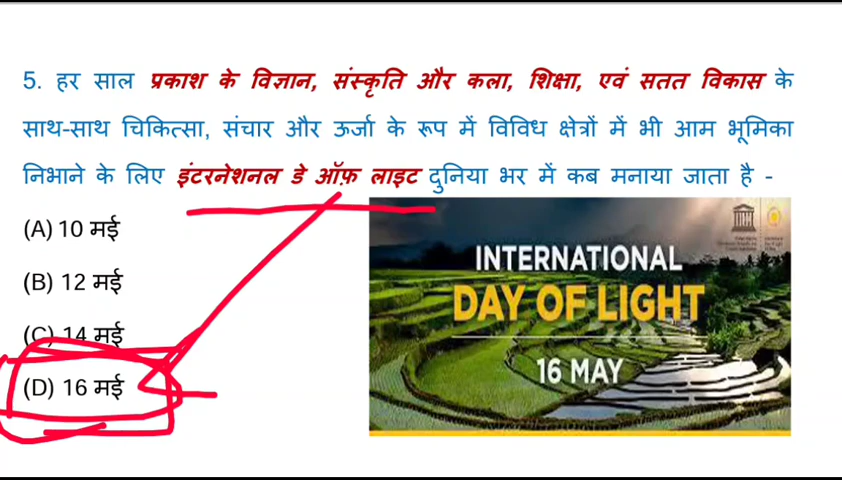 5. हर साल प्रकाश के विज्ञान, संस्कृति और कला, शिक्षा, एवं सतत विकास के
साथ-साथ चिकित्सा, संचार और ऊर्जा के रूप में विविध क्षेत्रों में भी आम भूमिका
निभाने के लिए इंटरनेशनल डे ऑफ़ लाइट दुनिया भर में कब मनाया जाता है -
(A) 10 मई
(B) 12 मई
(C) 14 मई
(D) 16 मई
INTERNATIONAL
DAY OF LIGHT
16 MAY